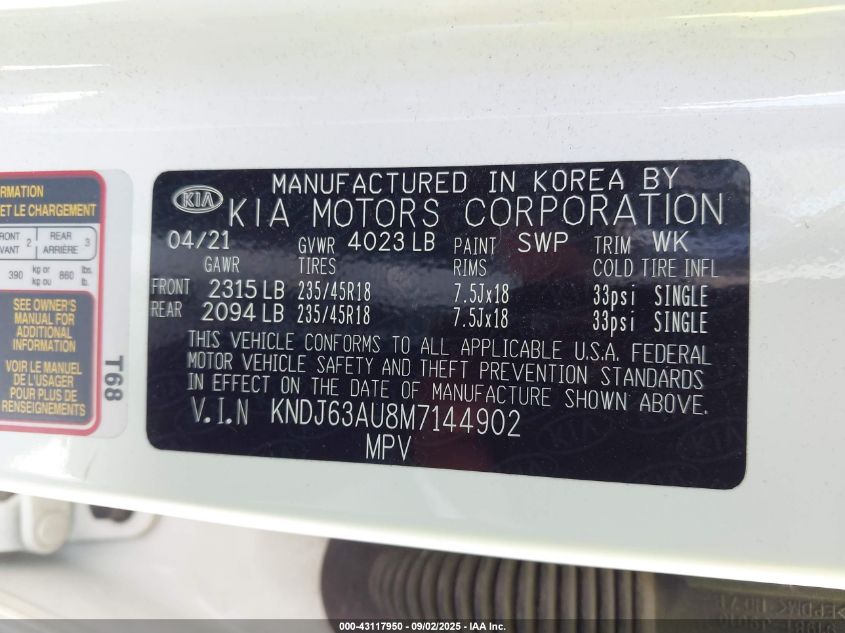 RMATION
ET LE CHARGEMENT
FRONT 2 REAR 3
VANT ARRIÈRE
390 kg or 860 lbs.
kg ou lb.
SEE OWNER'S
MANUAL FOR
ADDITIONAL
INFORMATION
VOIR LE MANUEL
DE L'USAGER
POUR PLUS DE
RENSEIGNEMENTS
T68
KIA
MANUFACTURED IN KOREA BY
KIA MOTORS CORPORATION
04/21 GVWR 4023 LB PAINT SWP TRIM WK
GAWR TIRES RIMS COLD TIRE INFL
FRONT 2315 LB 235/45R18 7.5Jx18 33psi SINGLE
REAR 2094 LB 235/45R18 7.5Jx18 33psi SINGLE
THIS VEHICLE CONFORMS TO ALL APPLICABLE U.S.A. FEDERAL
MOTOR VEHICLE SAFETY AND THEFT PREVENTION STANDARDS
IN EFFECT ON THE DATE OF MANUFACTURE SHOWN ABOVE.
V.I.N KNDJ63AU8M7144902
MPV
000-43117950 - 09/02/2025 - IAA Inc.